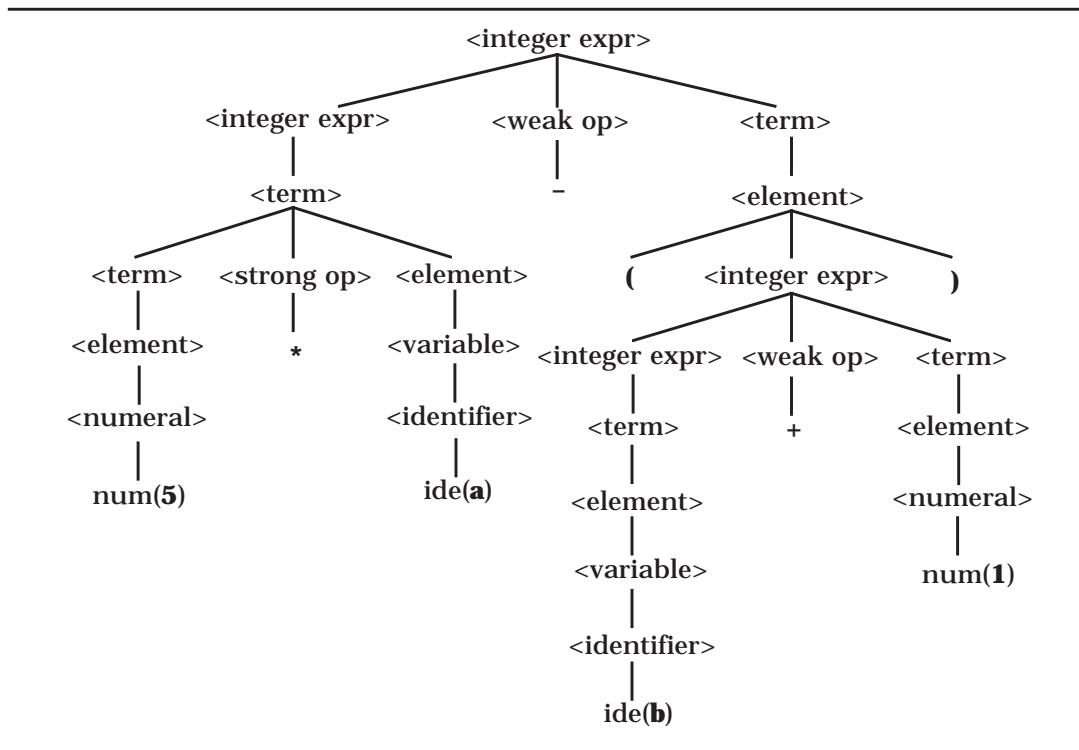 <integer expr>
<integer expr> <weak op> <term>
<term> – <element>
<term> <strong op> <element> ( <integer expr> )
<element> * <variable> <integer expr> <weak op> <term>
<numeral> <identifier> <term> + <element>
num(5) ide(a) <element> <numeral>
<variable> num(1)
<identifier>
ide(b)